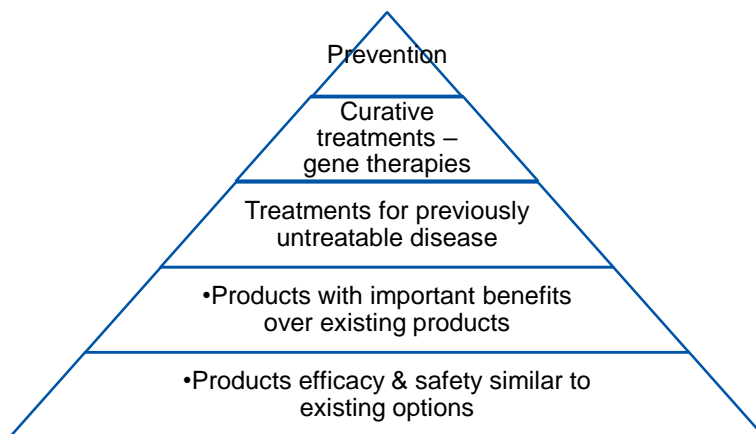 Prevention
Curative
treatments –
gene therapies
Treatments for previously
untreatable disease
•Products with important benefits
over existing products
•Products efficacy & safety similar to
existing options